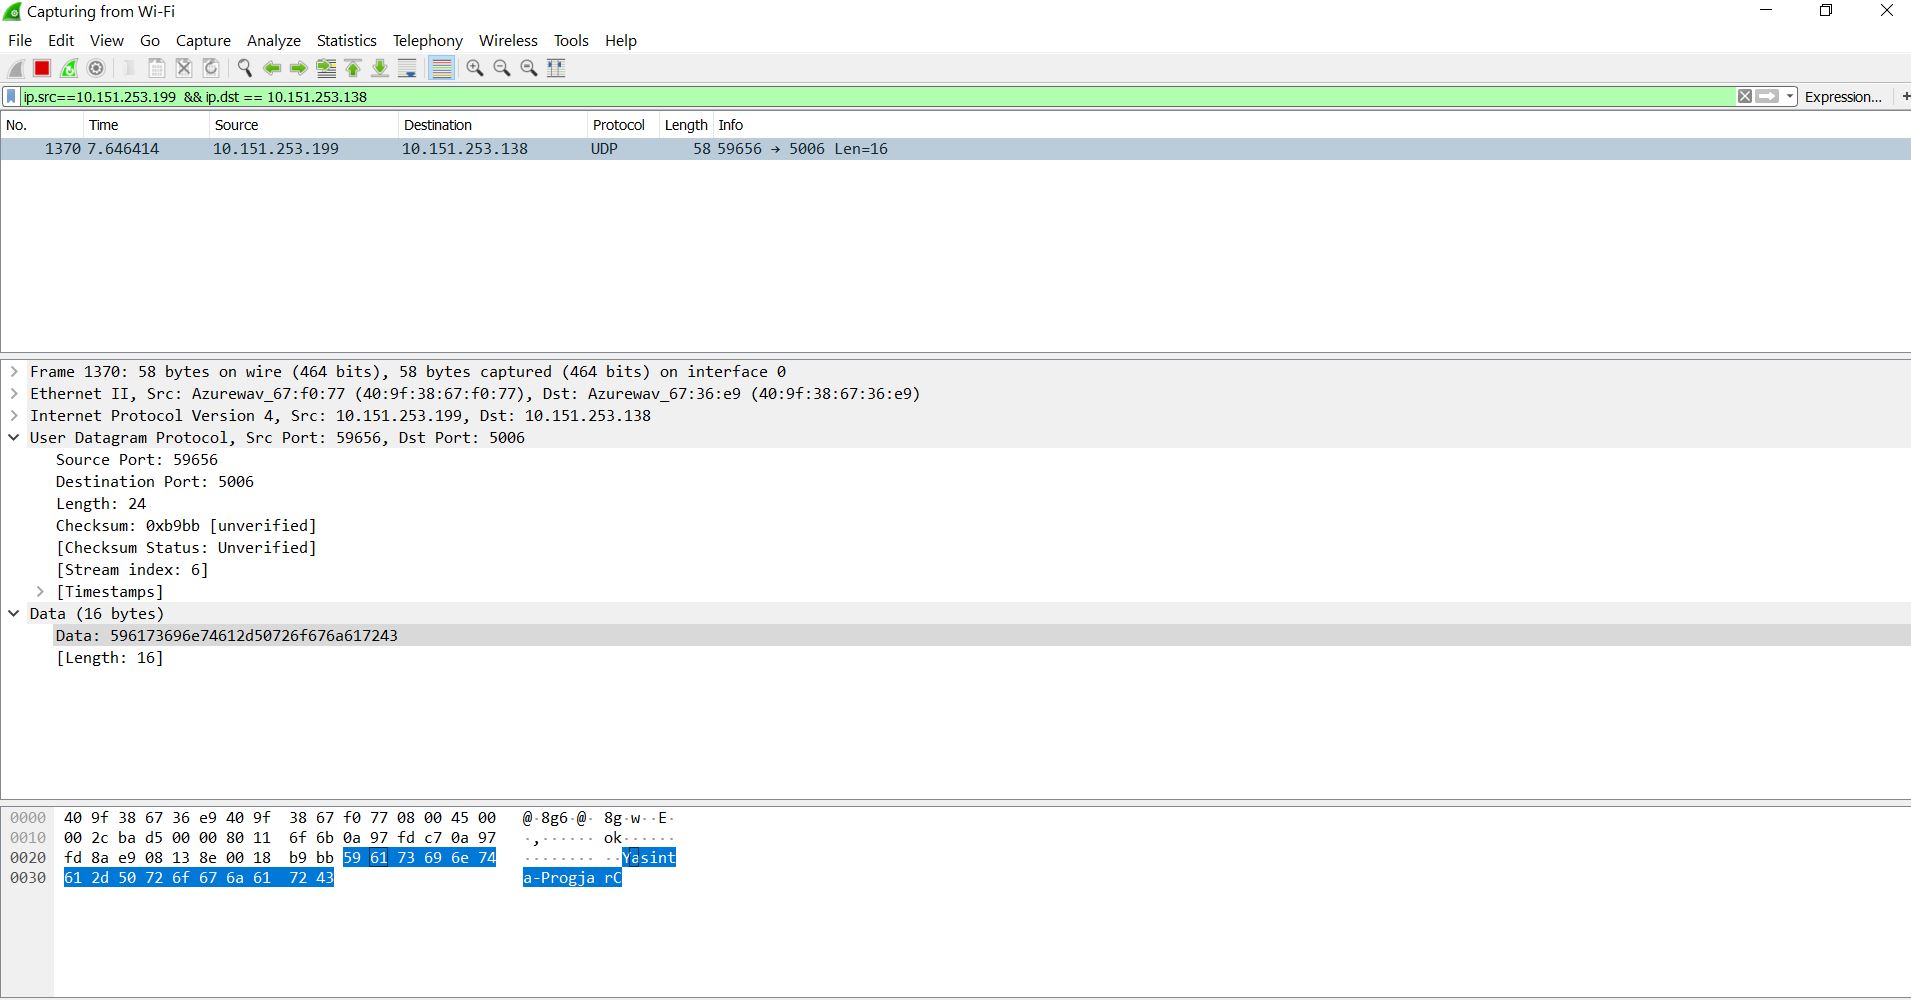 Capturing from Wi-Fi
File Edit View Go Capture Analyze Statistics Telephony Wireless Tools Help
ip.src==10.151.253.199 && ip.dst == 10.151.253.138 Expression... +
No. Time Source Destination Protocol Length Info
1370 7.646414 10.151.253.199 10.151.253.138 UDP 58 59656 → 5006 Len=16
Frame 1370: 58 bytes on wire (464 bits), 58 bytes captured (464 bits) on interface 0
Ethernet II, Src: Azurewav_67:f0:77 (40:9f:38:67:f0:77), Dst: Azurewav_67:36:e9 (40:9f:38:67:36:e9)
Internet Protocol Version 4, Src: 10.151.253.199, Dst: 10.151.253.138
User Datagram Protocol, Src Port: 59656, Dst Port: 5006
Source Port: 59656
Destination Port: 5006
Length: 24
Checksum: 0xb9bb [unverified]
[Checksum Status: Unverified]
[Stream index: 6]
[Timestamps]
Data (16 bytes)
Data: 596173696e74612d50726f676a617243
[Length: 16]
0000 40 9f 38 67 36 e9 40 9f 38 67 f0 77 08 00 45 00 @·8g6·@· 8g·w··E·
0010 00 2c ba d5 00 00 80 11 6f 6b 0a 97 fd c7 0a 97 ·,······ ok······
0020 fd 8a e9 08 13 8e 00 18 b9 bb 59 61 73 69 6e 74 ········ ··Yasint
0030 61 2d 50 72 6f 67 6a 61 72 43 a-Progja rC